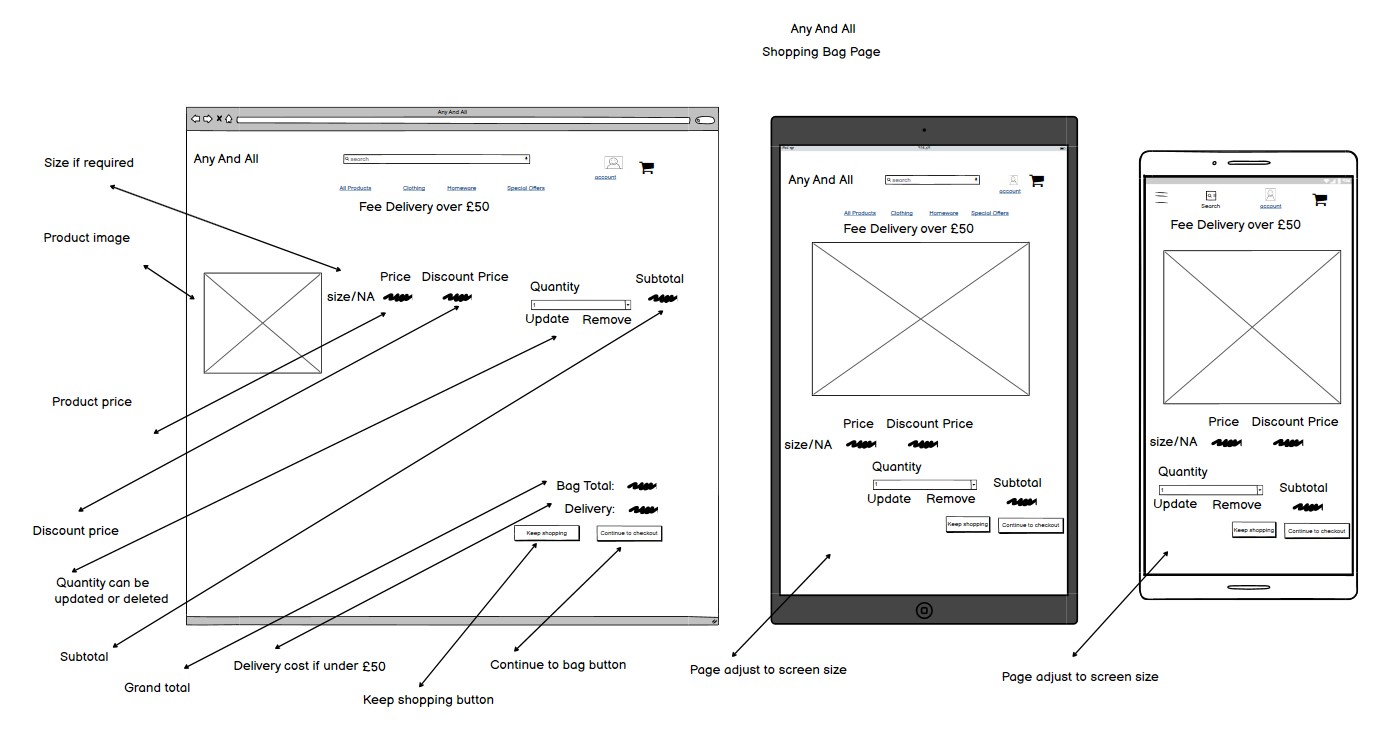 Any And All
Shopping Bag Page
Size if required
Product image
Product price
Discount price
Quantity can be
updated or deleted
Subtotal
Grand total
Delivery cost if under £50
Keep shopping button
Continue to bag button
Any And All
Any And All
search
account
All Products Clothing Homeware Special Offers
Fee Delivery over £50
Price Discount Price Quantity Subtotal
size/NA
1
Update Remove
Bag Total:
Delivery:
Keep shopping Continue to checkout
Any And All
search
account
All Products Clothing Homeware Special Offers
Fee Delivery over £50
Price Discount Price
size/NA
Quantity
1
Subtotal
Update Remove
Keep shopping Continue to checkout
Page adjust to screen size
Search account
Fee Delivery over £50
Price Discount Price
size/NA
Quantity
1
Subtotal
Update Remove
Keep shopping Continue to checkout
Page adjust to screen size